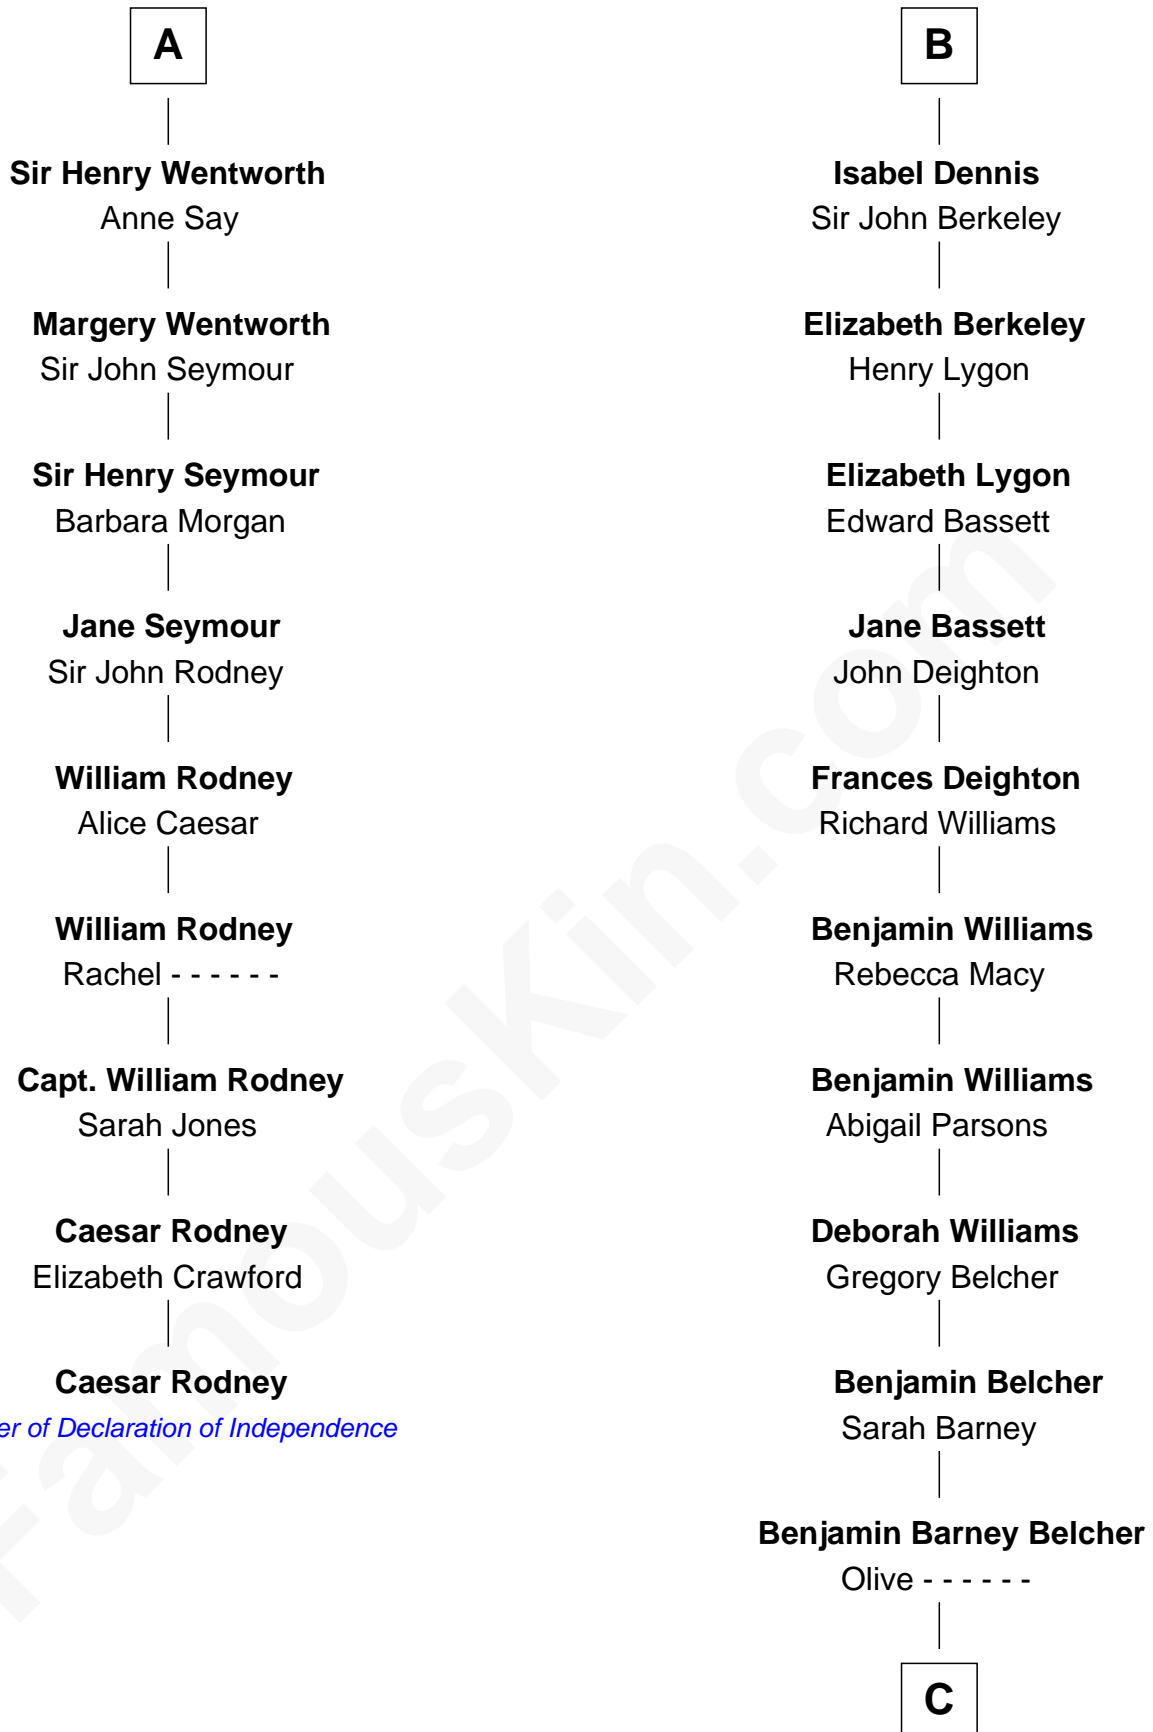 A
Sir Henry Wentworth
Anne Say
Margery Wentworth
Sir John Seymour
Sir Henry Seymour
Barbara Morgan
Jane Seymour
Sir John Rodney
William Rodney
Alice Caesar
William Rodney
Rachel - - - - - -
Capt. William Rodney
Sarah Jones
Caesar Rodney
Elizabeth Crawford
Caesar Rodney
er of Declaration of Independence
B
Isabel Dennis
Sir John Berkeley
Elizabeth Berkeley
Henry Lygon
Elizabeth Lygon
Edward Bassett
Jane Bassett
John Deighton
Frances Deighton
Richard Williams
Benjamin Williams
Rebecca Macy
Benjamin Williams
Abigail Parsons
Deborah Williams
Gregory Belcher
Benjamin Belcher
Sarah Barney
Benjamin Barney Belcher
Olive - - - - - -
C
FamousKin.com